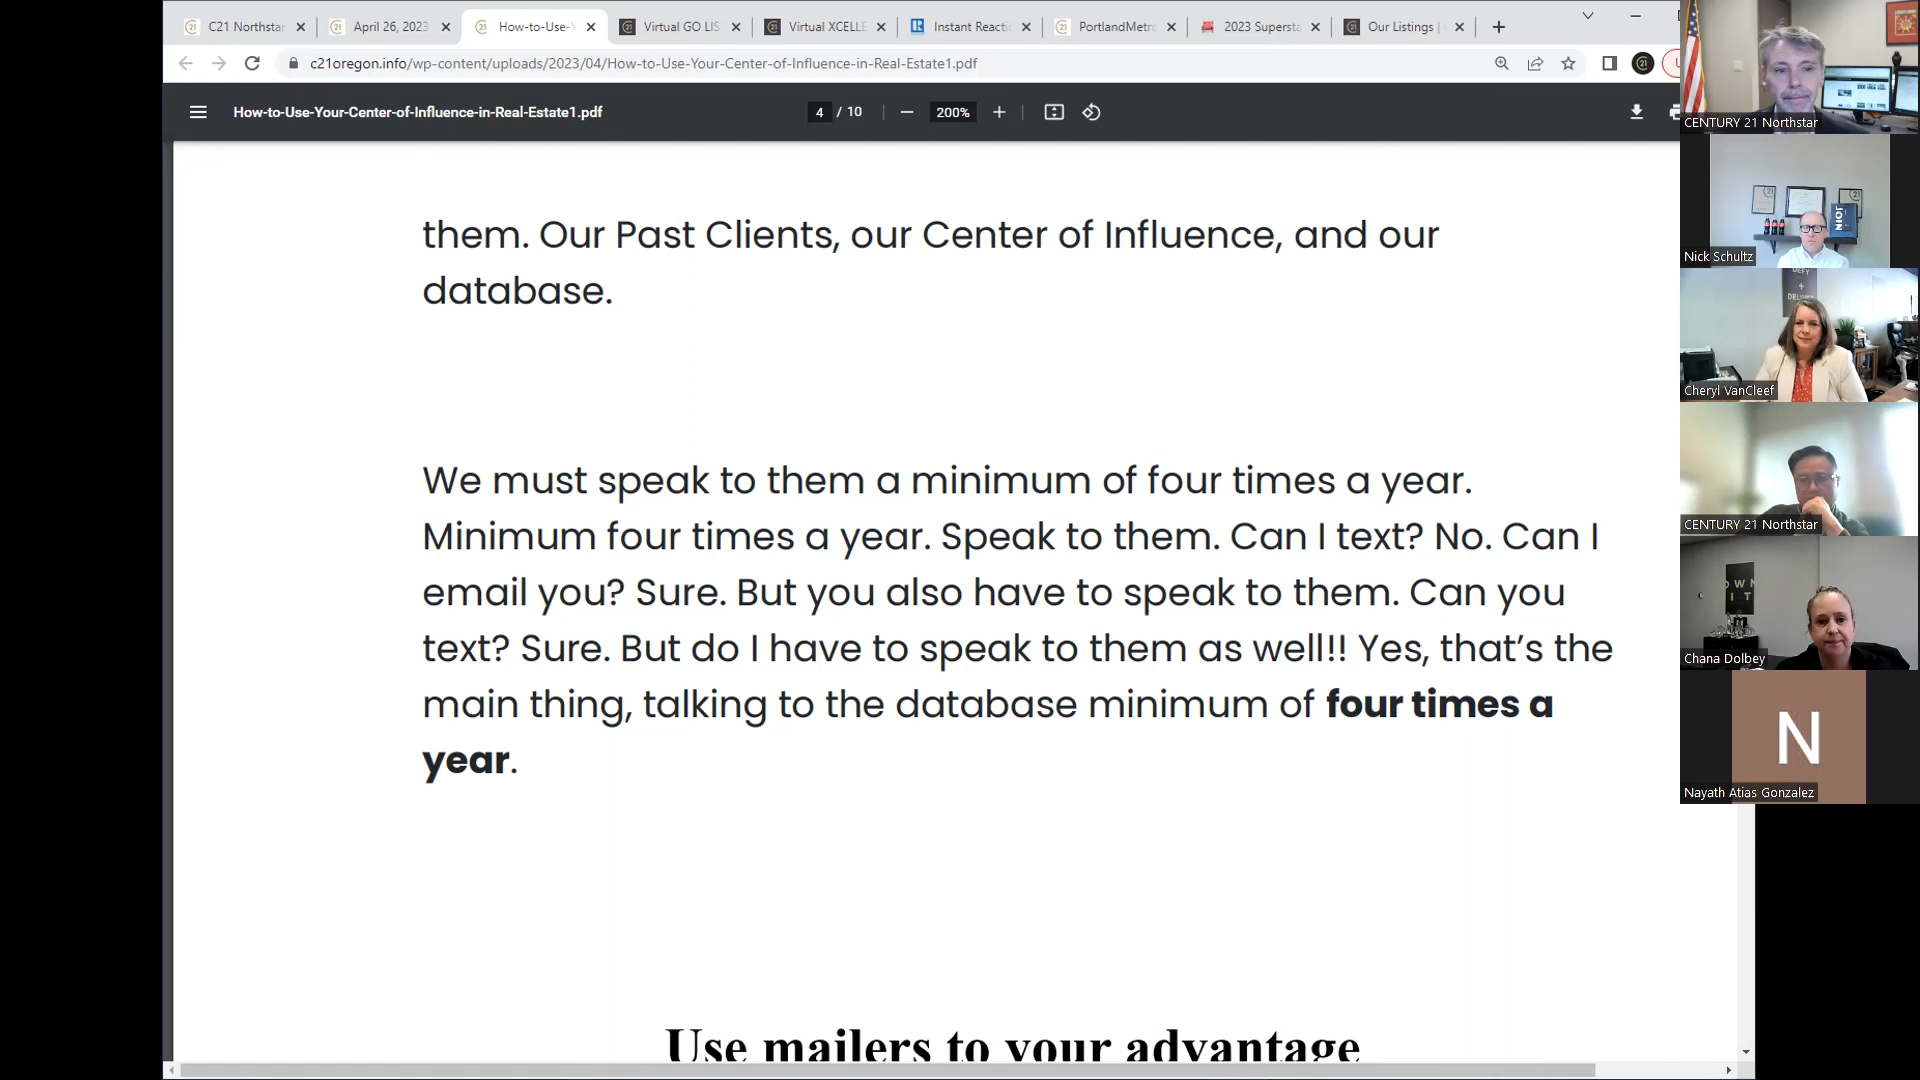 C21 Northstar
April 26, 2023
How-to-Use-Y
Virtual GO LIS
Virtual XCELLE
Instant Reacti
PortlandMetro
2023 Supersta
Our Listings |
c21oregon.info/wp-content/uploads/2023/04/How-to-Use-Your-Center-of-Influence-in-Real-Estate1.pdf
How-to-Use-Your-Center-of-Influence-in-Real-Estate1.pdf
4 / 10
200%
them. Our Past Clients, our Center of Influence, and our
database.
We must speak to them a minimum of four times a year.
Minimum four times a year. Speak to them. Can I text? No. Can I
email you? Sure. But you also have to speak to them. Can you
text? Sure. But do I have to speak to them as well!! Yes, that’s the
main thing, talking to the database minimum of four times a
year.
Use mailers to your advantage
CENTURY 21 Northstar
JOIN
Nick Schultz
DEFY
+
DELIVER
Cheryl VanCleef
CENTURY 21 Northstar
OWN
IT
Chana Dolbey
N
Nayath Atias Gonzalez